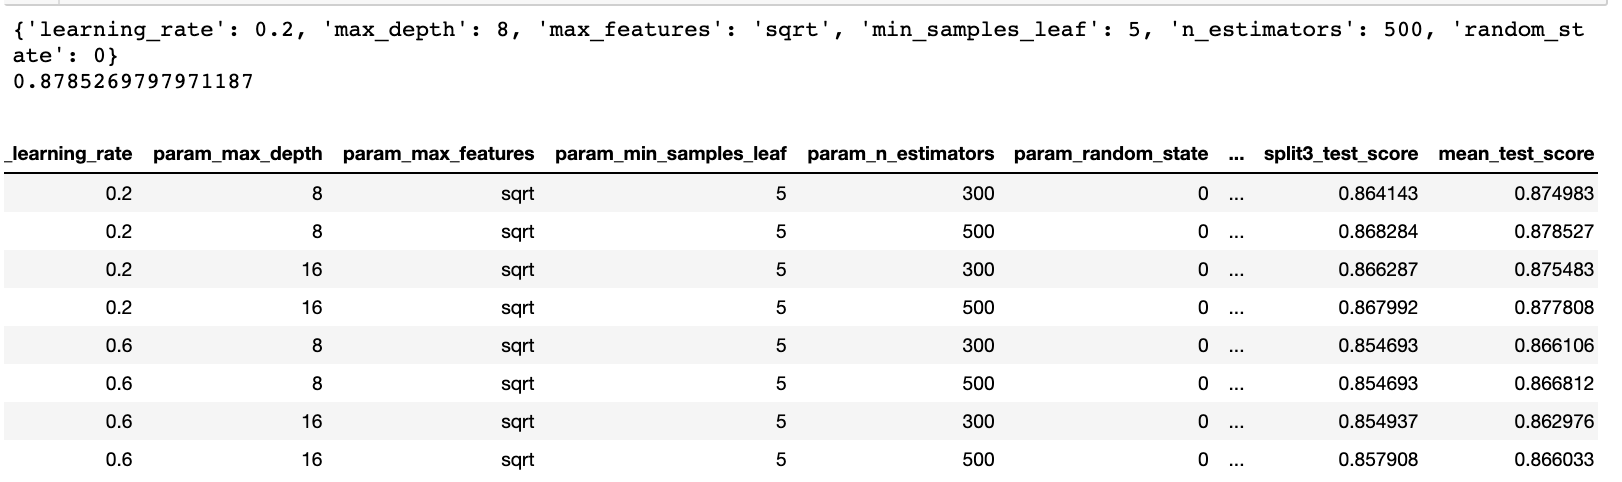 {'learning_rate': 0.2, 'max_depth': 8, 'max_features': 'sqrt', 'min_samples_leaf': 5, 'n_estimators': 500, 'random_st
ate': 0}
0.8785269797971187
_learning_rate param_max_depth param_max_features param_min_samples_leaf param_n_estimators param_random_state ... split3_test_score mean_test_score
0.2 8 sqrt 5 300 0 ... 0.864143 0.874983
0.2 8 sqrt 5 500 0 ... 0.868284 0.878527
0.2 16 sqrt 5 300 0 ... 0.866287 0.875483
0.2 16 sqrt 5 500 0 ... 0.867992 0.877808
0.6 8 sqrt 5 300 0 ... 0.854693 0.866106
0.6 8 sqrt 5 500 0 ... 0.854693 0.866812
0.6 16 sqrt 5 300 0 ... 0.854937 0.862976
0.6 16 sqrt 5 500 0 ... 0.857908 0.866033